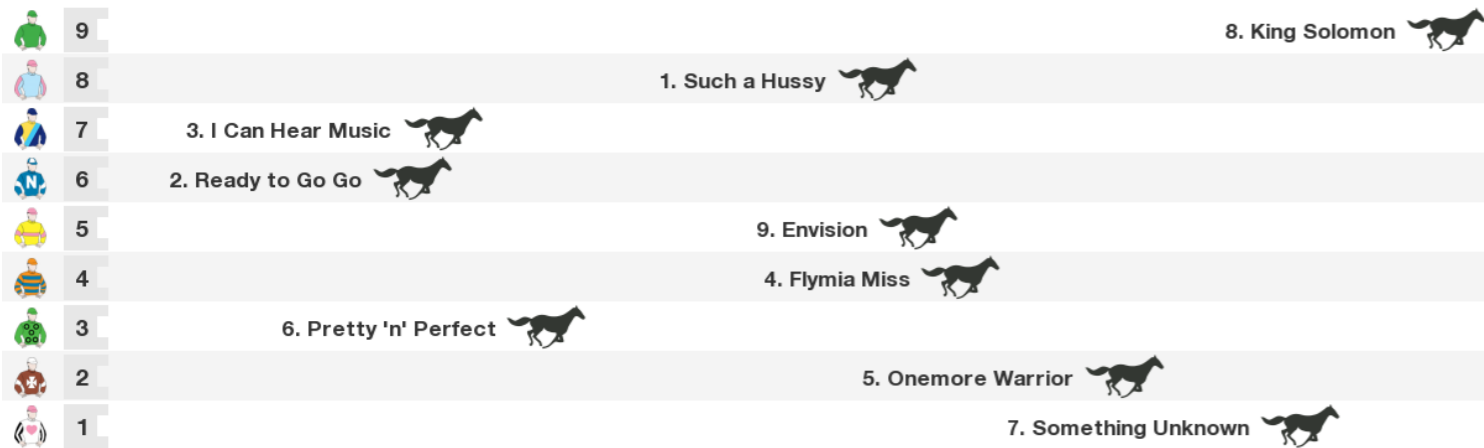 9 8. King Solomon
8 1. Such a Hussy
7 3. I Can Hear Music
6 2. Ready to Go Go
N
5 9. Envision
4 4. Flymia Miss
3 6. Pretty 'n' Perfect
2 5. Onemore Warrior
1 7. Something Unknown